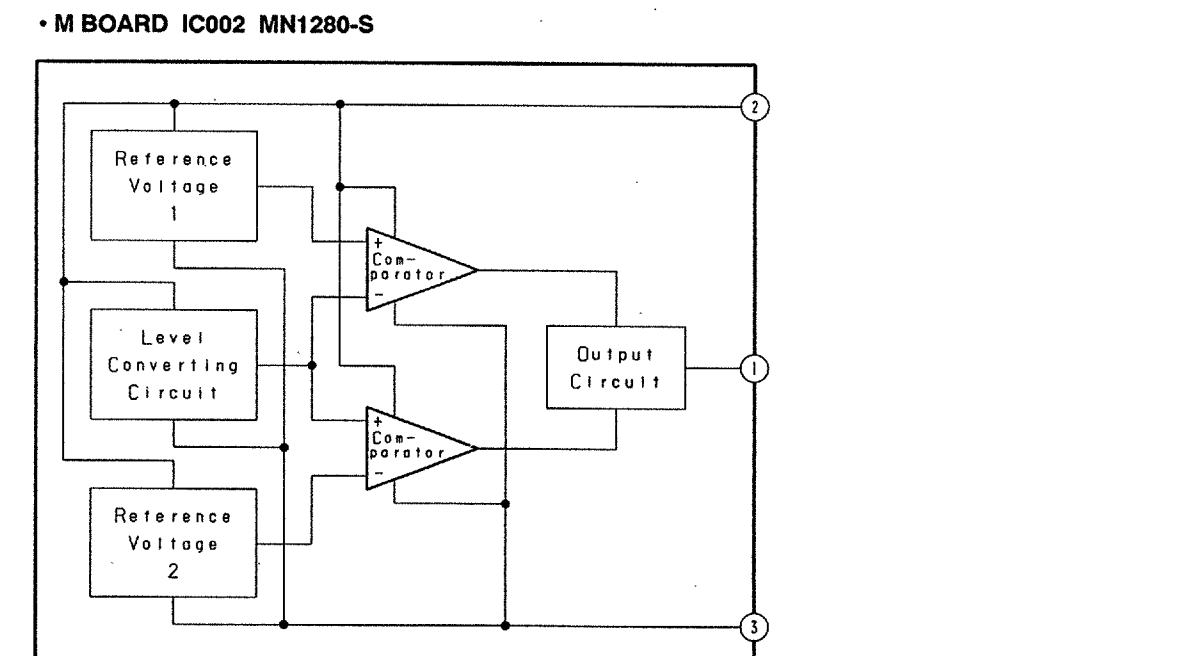 • M BOARD IC002 MN1280-S
2
Reference
Voltage
1
+
Com-
parator
-
Level
Converting
Circuit
Output
Circuit
1
+
Com-
parator
-
Reference
Voltage
2
3